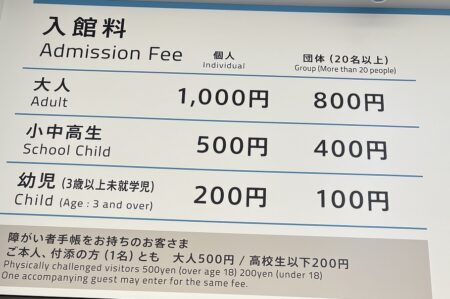 入館料
Admission Fee
個人
Individual
団体 (20名以上)
Group (More than 20 people)
大人
Adult
1,000円
800円
小中高生
School Child
500円
400円
幼児 (3歳以上未就学児)
Child (Age : 3 and over)
200円
100円
障がい者手帳をお持ちのお客さま
ご本人、付添の方 (1名) とも 大人500円 / 高校生以下200円
Physically challenged visitors 500yen (over age 18) 200yen (under 18)
One accompanying guest may enter for the same fee.